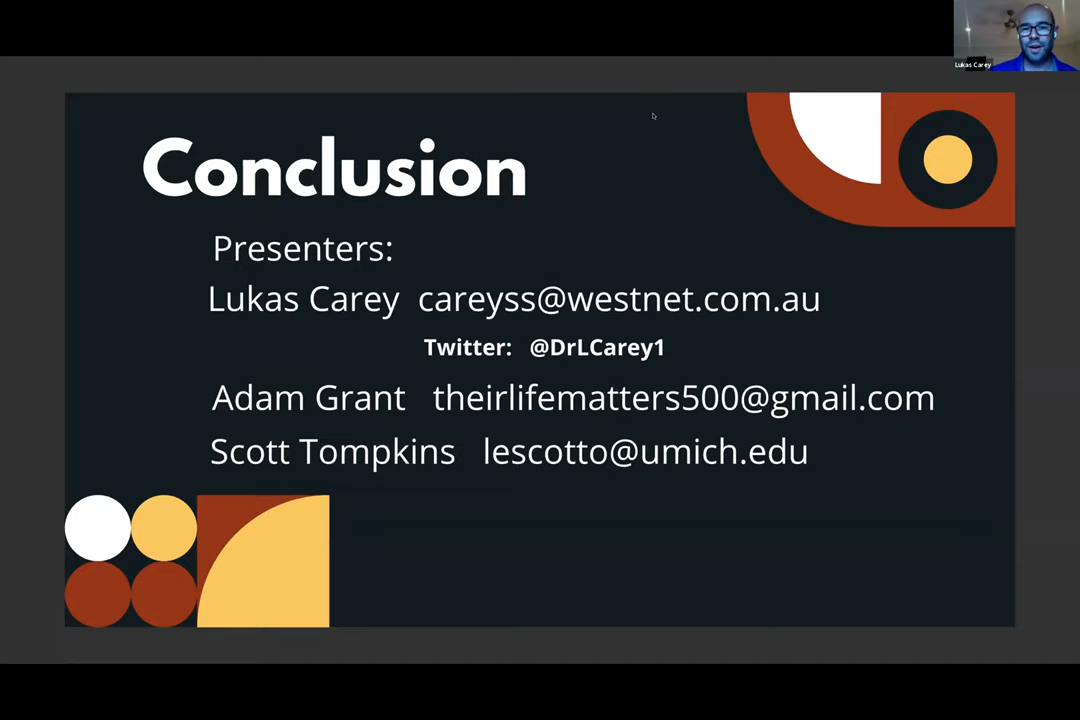 Lukas Carey
Conclusion
Presenters:
Lukas Carey careyss@westnet.com.au
Twitter: @DrLCarey1
Adam Grant theirlifematters500@gmail.com
Scott Tompkins lescotto@umich.edu